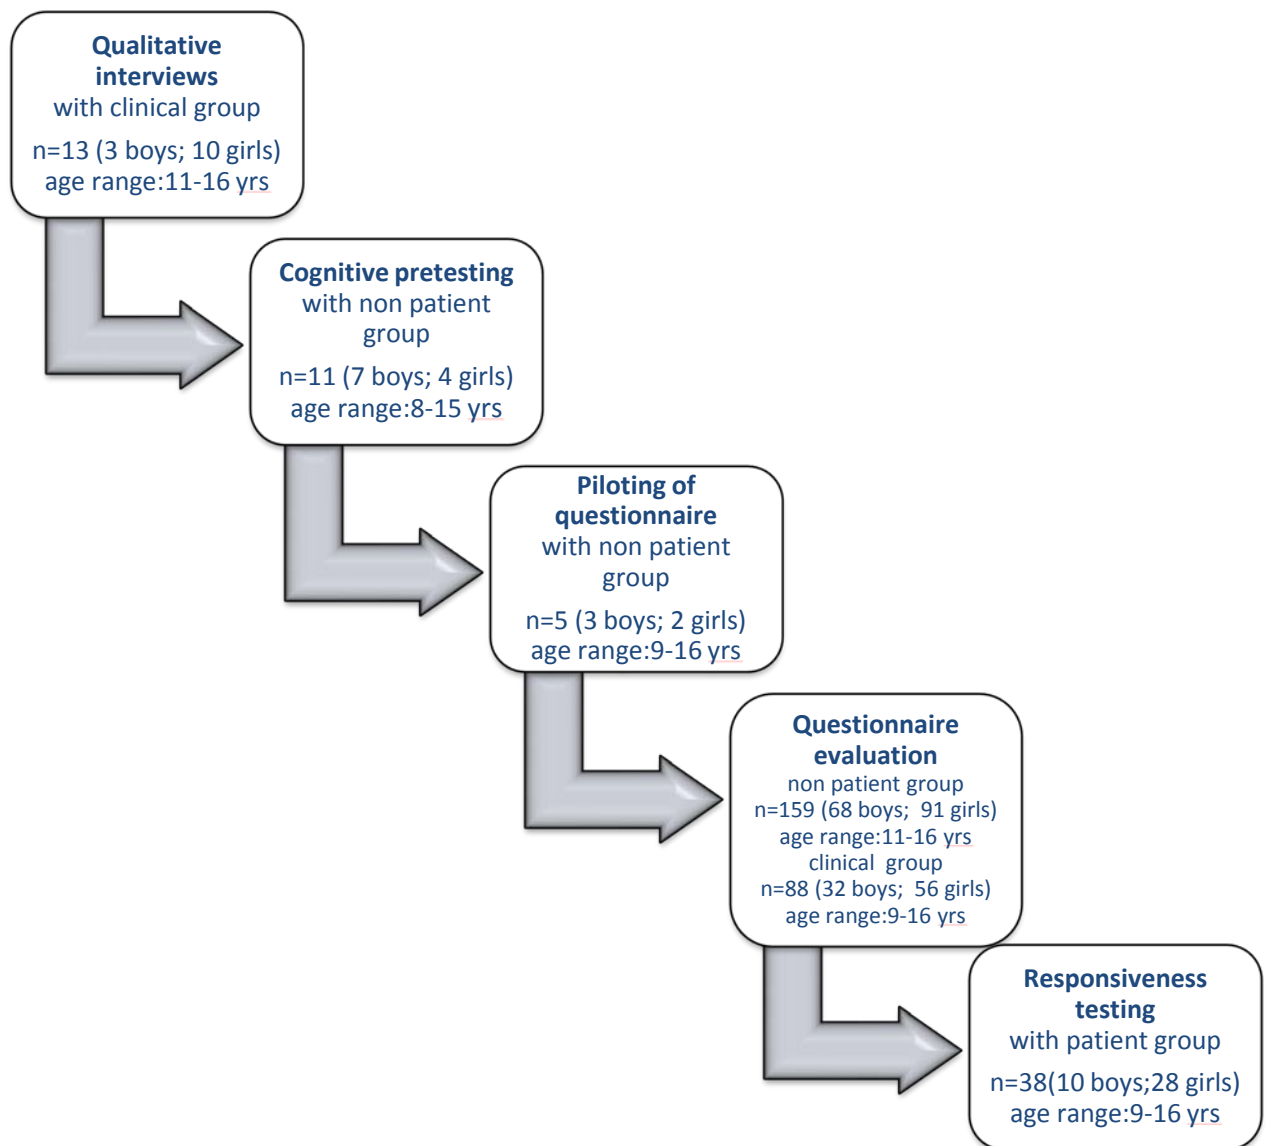 Qualitative
interviews
with clinical group
n=13 (3 boys; 10 girls)
age range:11-16 yrs
Cognitive pretesting
with non patient
group
n=11 (7 boys; 4 girls)
age range:8-15 yrs
Piloting of
questionnaire
with non patient
group
n=5 (3 boys; 2 girls)
age range:9-16 yrs
Questionnaire
evaluation
non patient group
n=159 (68 boys;  91 girls)
age range:11-16 yrs
clinical  group
n=88 (32 boys;  56 girls)
age range:9-16 yrs
Responsiveness
testing
with patient group
n=38(10 boys;28 girls)
age range:9-16 yrs